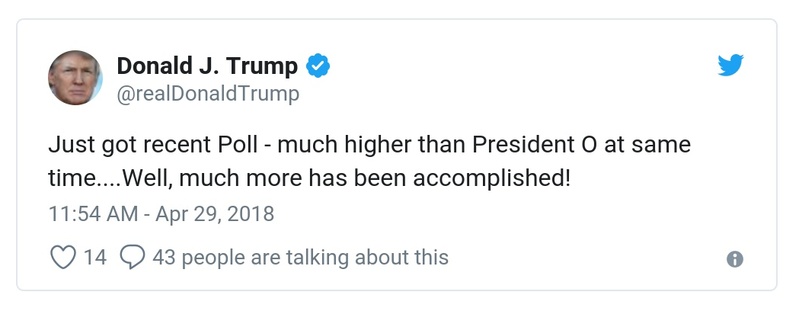 Donald J. Trump
@realDonaldTrump
Just got recent Poll - much higher than President O at same
time....Well, much more has been accomplished!
11:54 AM - Apr 29, 2018
14 43 people are talking about this